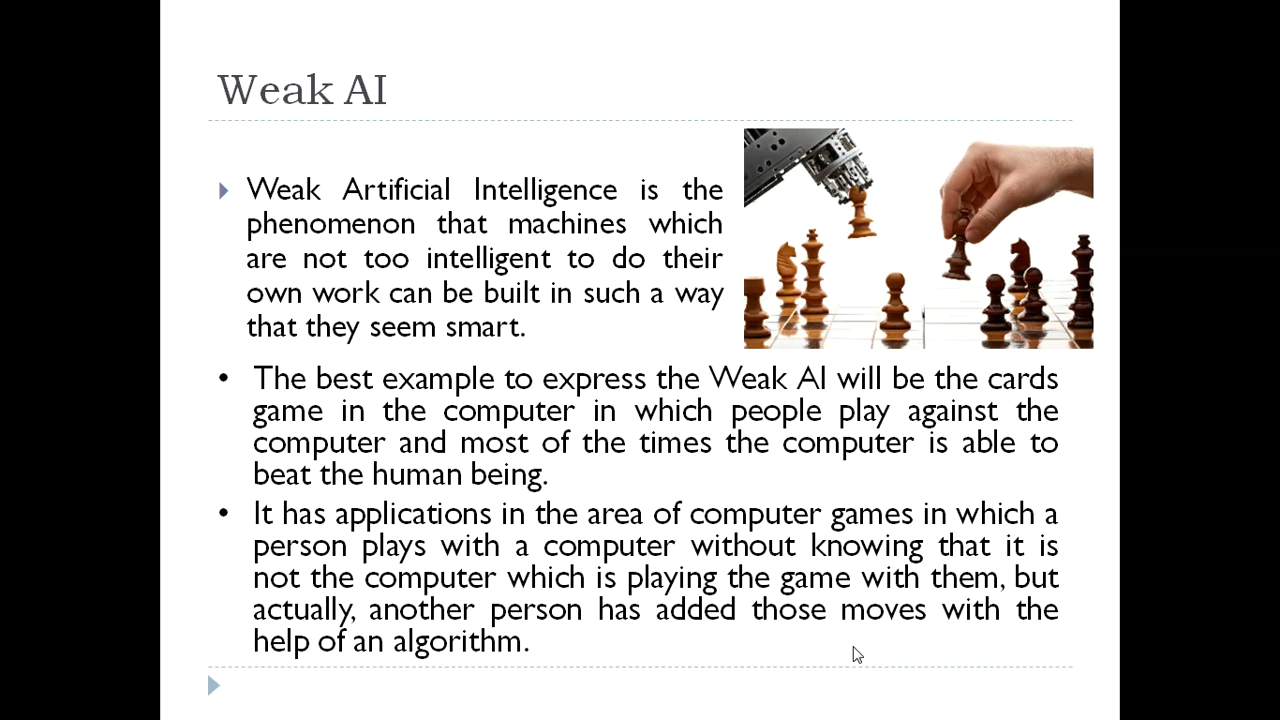 Weak AI
Weak Artificial Intelligence is the
phenomenon that machines which
are not too intelligent to do their
own work can be built in such a way
that they seem smart.
• The best example to express the Weak AI will be the cards
game in the computer in which people play against the
computer and most of the times the computer is able to
beat the human being.
• It has applications in the area of computer games in which a
person plays with a computer without knowing that it is
not the computer which is playing the game with them, but
actually, another person has added those moves with the
help of an algorithm.